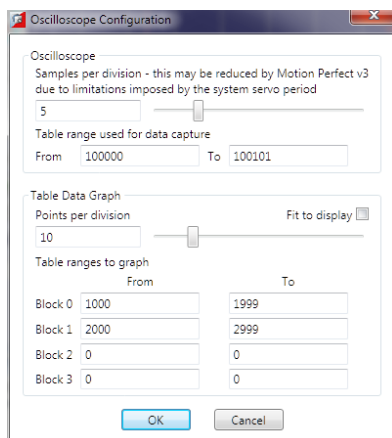 Oscilloscope Configuration
Oscilloscope
Samples per division - this may be reduced by Motion Perfect v3
due to limitations imposed by the system servo period
5
Table range used for data capture
From 100000 To 100101
Table Data Graph
Points per division Fit to display
10
Table ranges to graph
From To
Block 0 1000 1999
Block 1 2000 2999
Block 2 0 0
Block 3 0 0
OK Cancel